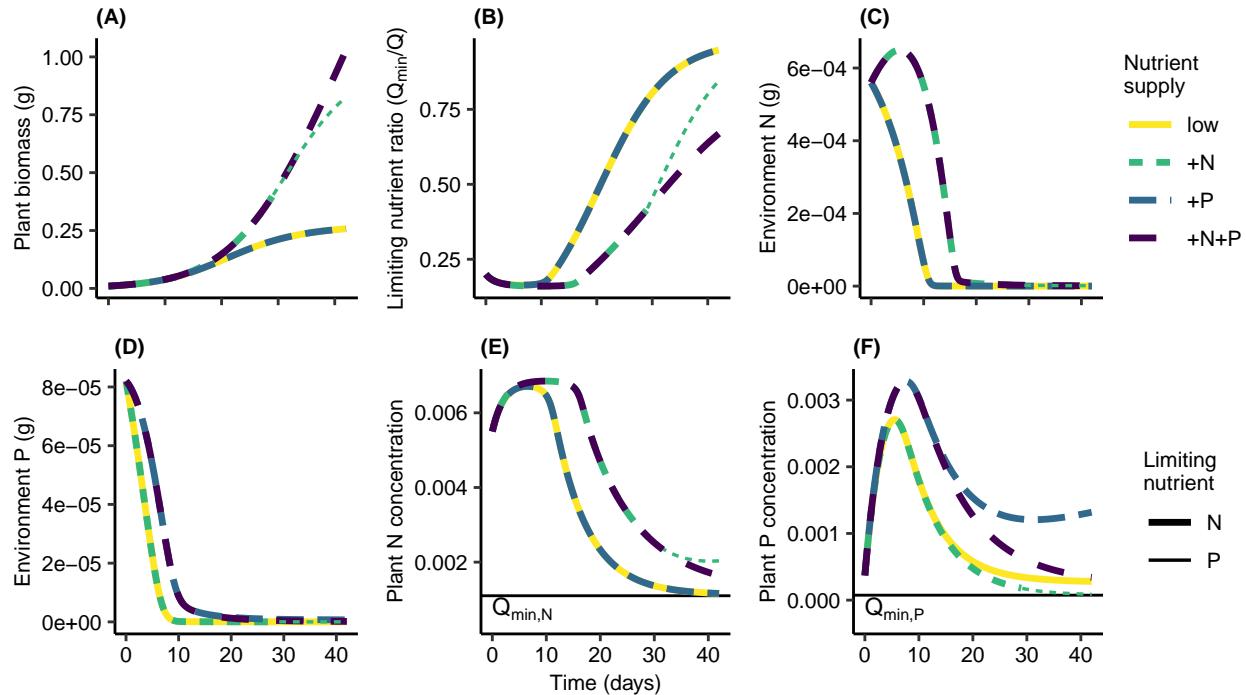 (A)
Plant biomass (g)
1.00
0.75
0.50
0.25
0.00
(B)
Limiting nutrient ratio (Qmin/Q)
0.75
0.50
0.25
(C)
Environment N (g)
6e−04
4e−04
2e−04
0e+00
Nutrient
supply
low
+N
+P
+N+P
(D)
Environment P (g)
8e−05
6e−05
4e−05
2e−05
0e+00
0 10 20 30 40
(E)
Plant N concentration
0.006
0.004
0.002
Qmin,N
0 10 20 30 40
Time (days)
(F)
Plant P concentration
0.003
0.002
0.001
0.000
Qmin,P
0 10 20 30 40
Limiting
nutrient
N
P